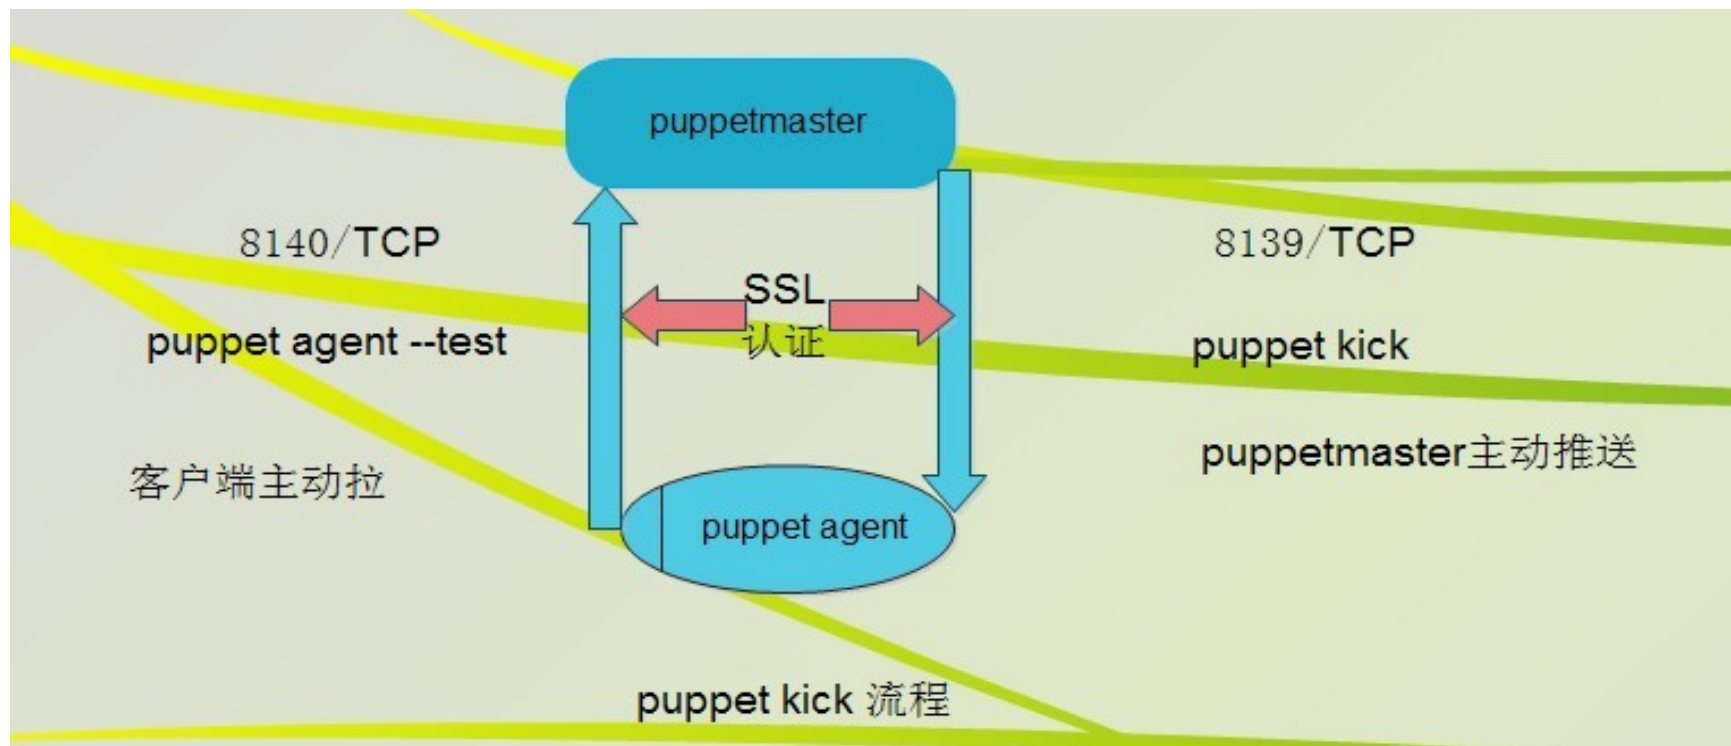 puppetmaster
8140/TCP
8139/TCP
SSL
认证
puppet agent --test
puppet kick
puppetmaster主动推送
客户端主动拉
puppet agent
puppet kick 流程